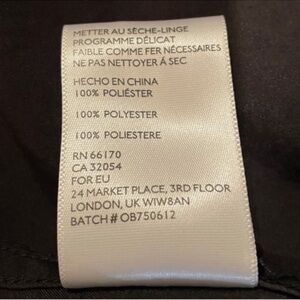 METTER AU SÈCHE-LINGE
PROGRAMME DÉLICAT
FAIBLE COMME FER NÉCESSAIRES
NE PAS NETTOYER À SEC
HECHO EN CHINA
100% POLIÉSTER
100% POLYESTER
100% POLIESTERE
RN 66170
CA 32054
FOR EU
24 MARKET PLACE, 3RD FLOOR
LONDON, UK WIW8AN
BATCH# OB750612